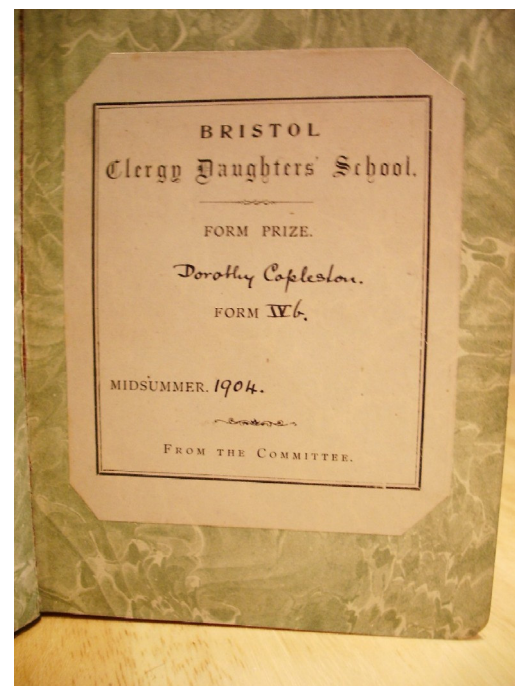 BRISTOL
Clergy Daughters' School.
FORM PRIZE.
Dorothy Copleston.
FORM IVb.
MIDSUMMER. 1904.
FROM THE COMMITTEE.